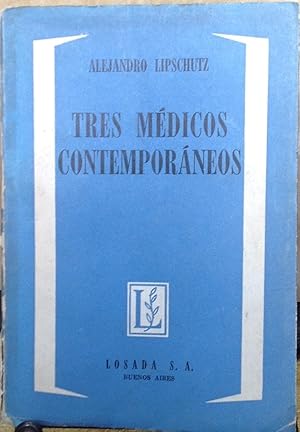 ALEJANDRO LIPSCHUTZ
TRES MÉDICOS
CONTEMPORÁNEOS
L
LOSADA S. A.
BUENOS AIRES